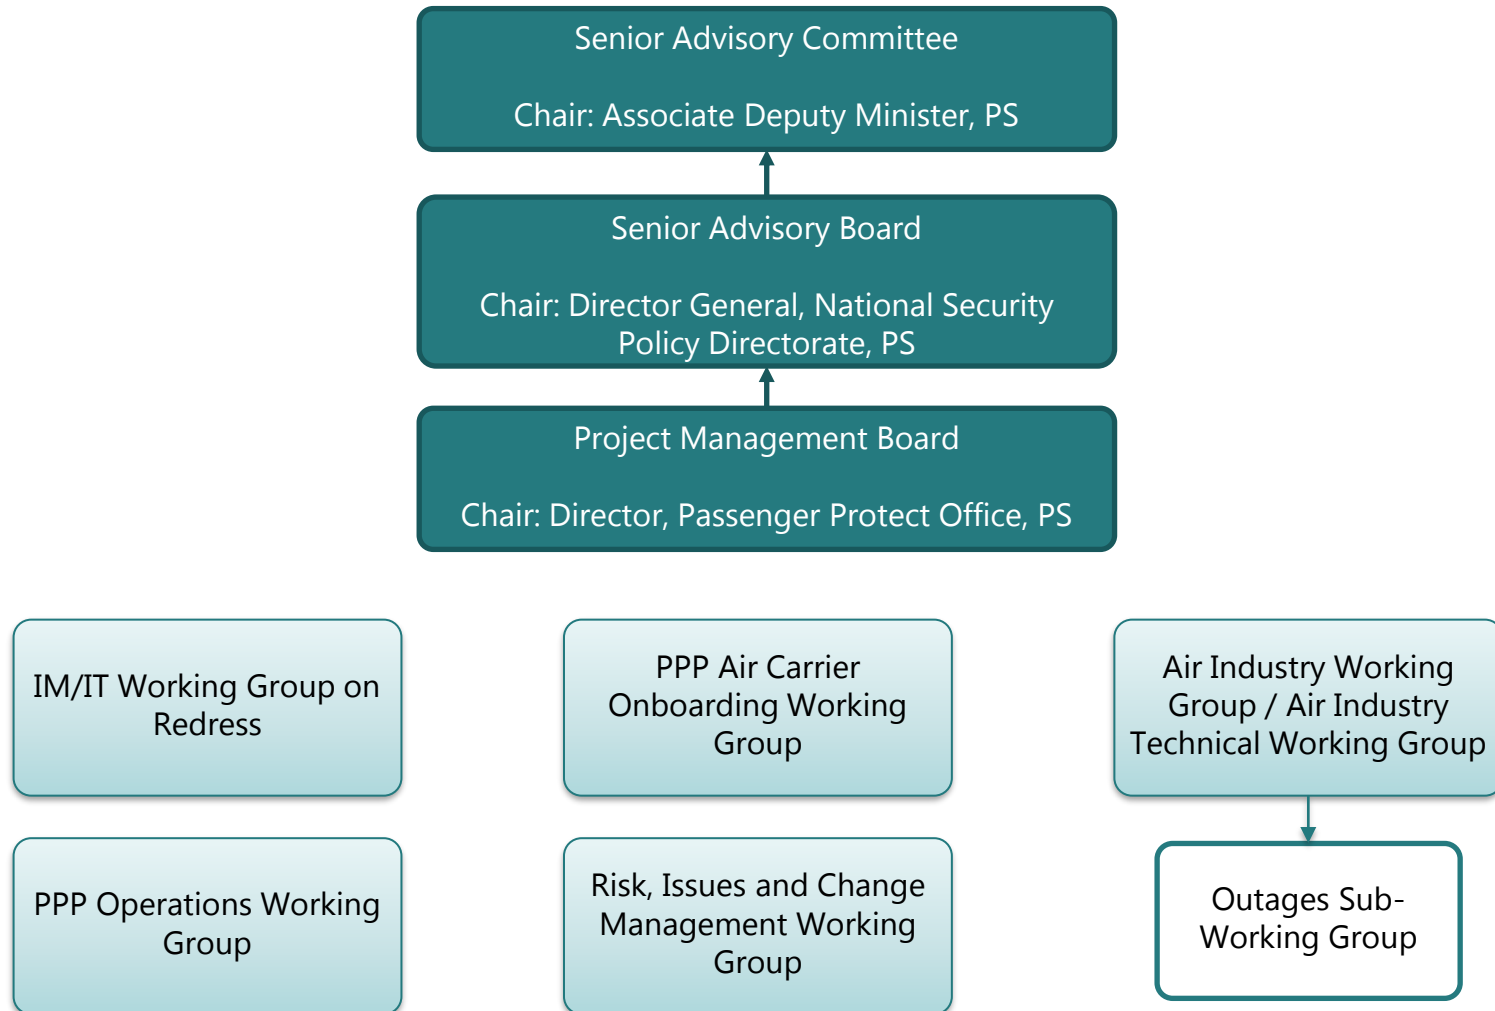 Senior Advisory Committee
Chair: Associate Deputy Minister, PS
Senior Advisory Board
Chair: Director General, National Security
Policy Directorate, PS
Project Management Board
Chair: Director, Passenger Protect Office, PS
IM/IT Working Group on
Redress
PPP Air Carrier
Onboarding Working
Group
Air Industry Working
Group / Air Industry
Technical Working Group
PPP Operations Working
Group
Risk, Issues and Change
Management Working
Group
Outages Sub-
Working Group